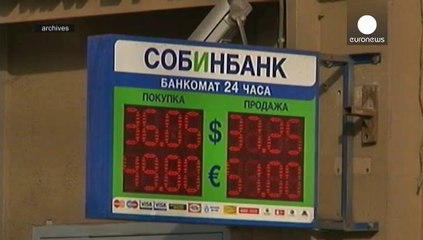 archives
euronews
СОБИНБАНК
БАНКОМАТ 24 ЧАСА
ПОКУПКА ПРОДАЖА
36.05 $ 37.25
49.80 € 51.00